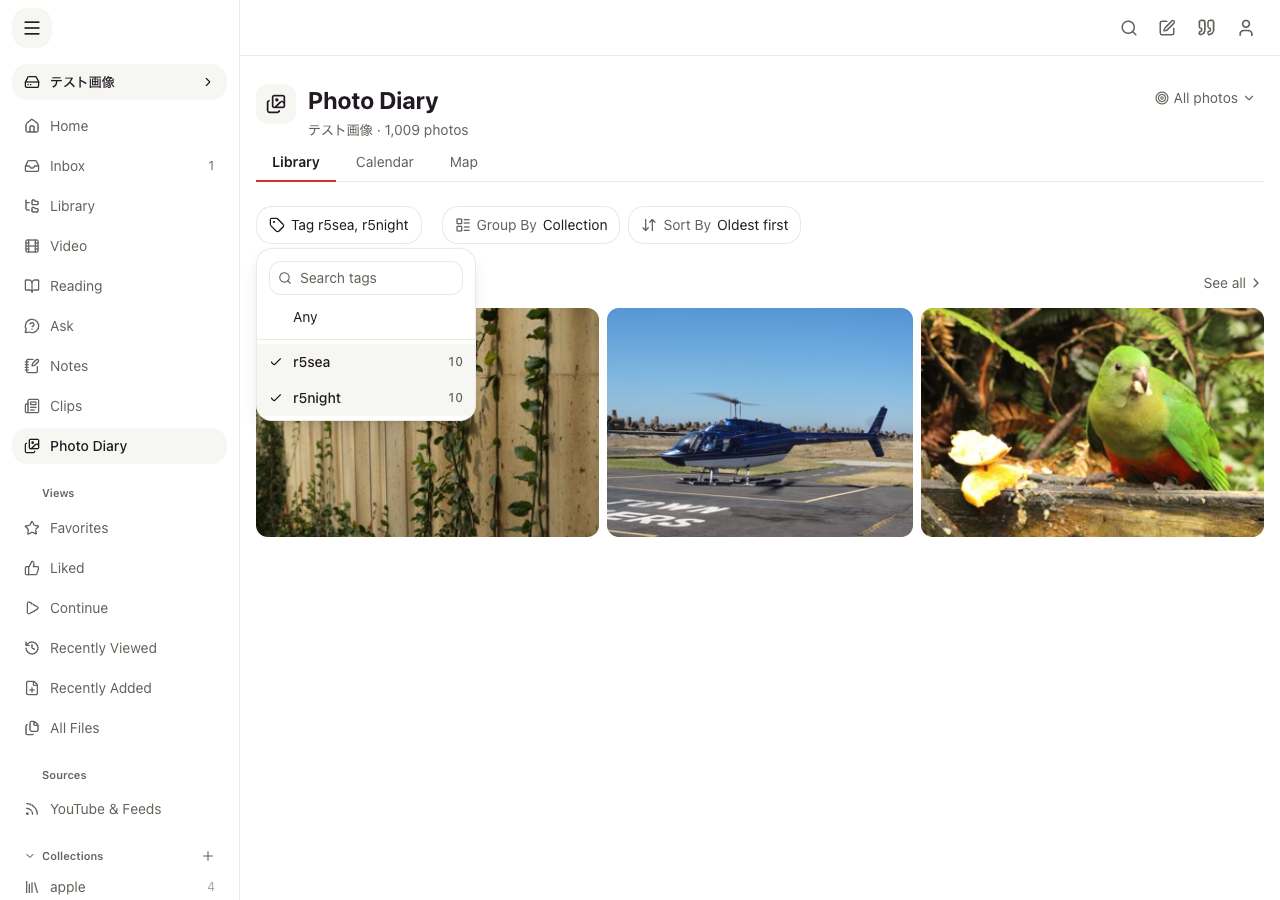 テスト画像
Home
Inbox 1
Library
Video
Reading
Ask
Notes
Clips
Photo Diary
Views
Favorites
Liked
Continue
Recently Viewed
Recently Added
All Files
Sources
YouTube & Feeds
Collections
apple 4
Photo Diary
テスト画像 · 1,009 photos
All photos
Library Calendar Map
Tag r5sea, r5night Group By Collection Sort By Oldest first
Search tags
Any
r5sea 10
r5night 10
See all
TOWN
ERS